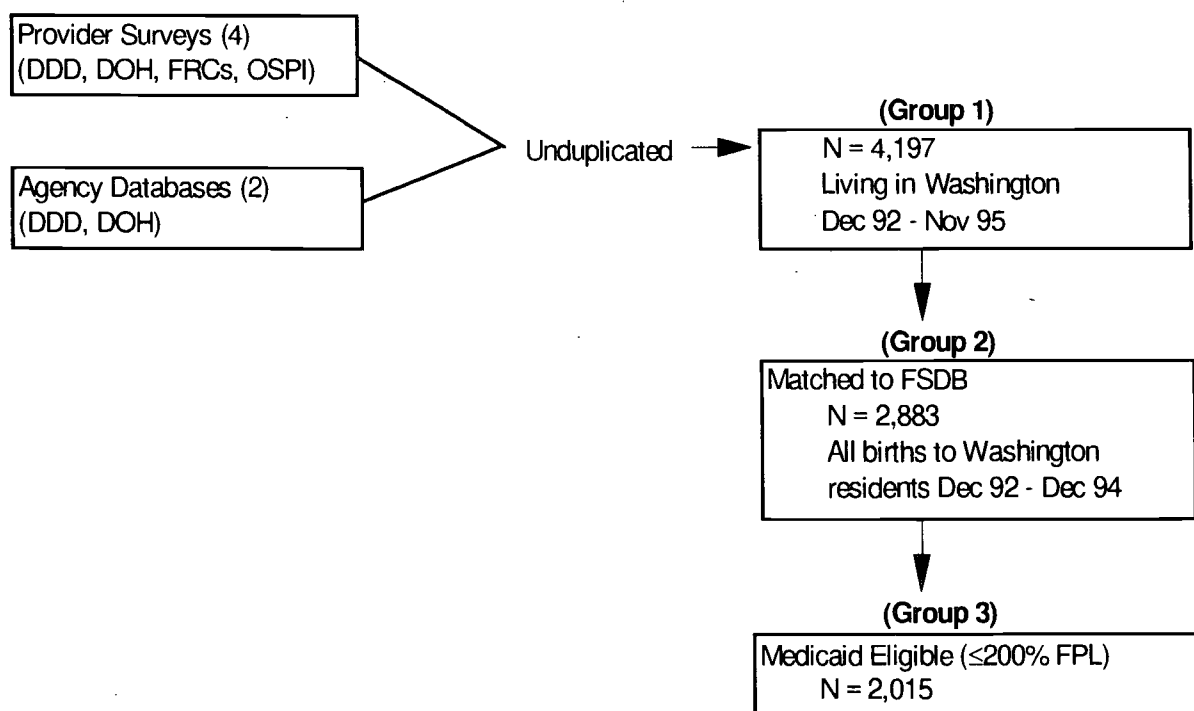 Provider Surveys (4)
(DDD, DOH, FRCs, OSPI)
Agency Databases (2)
(DDD, DOH)
Unduplicated
(Group 1)
N = 4,197
Living in Washington
Dec 92 - Nov 95
(Group 2)
Matched to FSDB
N = 2,883
All births to Washington
residents Dec 92 - Dec 94
(Group 3)
Medicaid Eligible (≤200% FPL)
N = 2,015